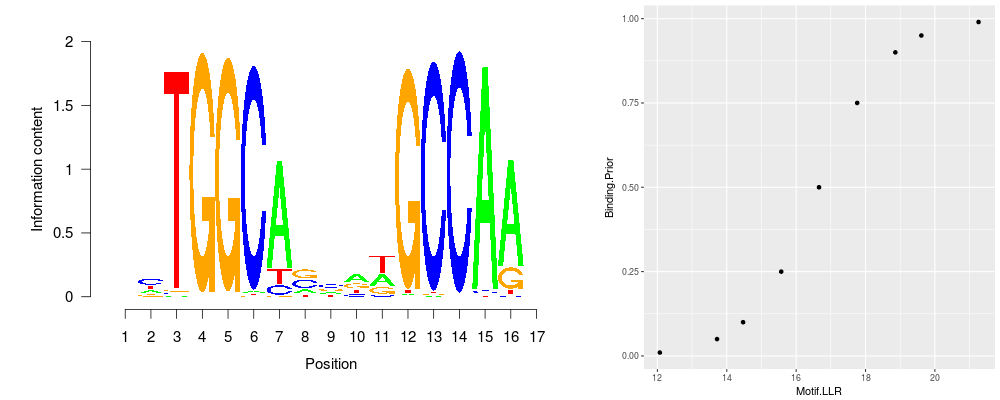 2
1.5
1
0.5
0
Information content
1 2 3 4 5 6 7 8 9 10 11 12 13 14 15 16 17
Position
T G G C A G C C A A
T A T G
1.00
0.75
0.50
0.25
0.00
Binding.Prior
12 14 16 18 20
Motif.LLR